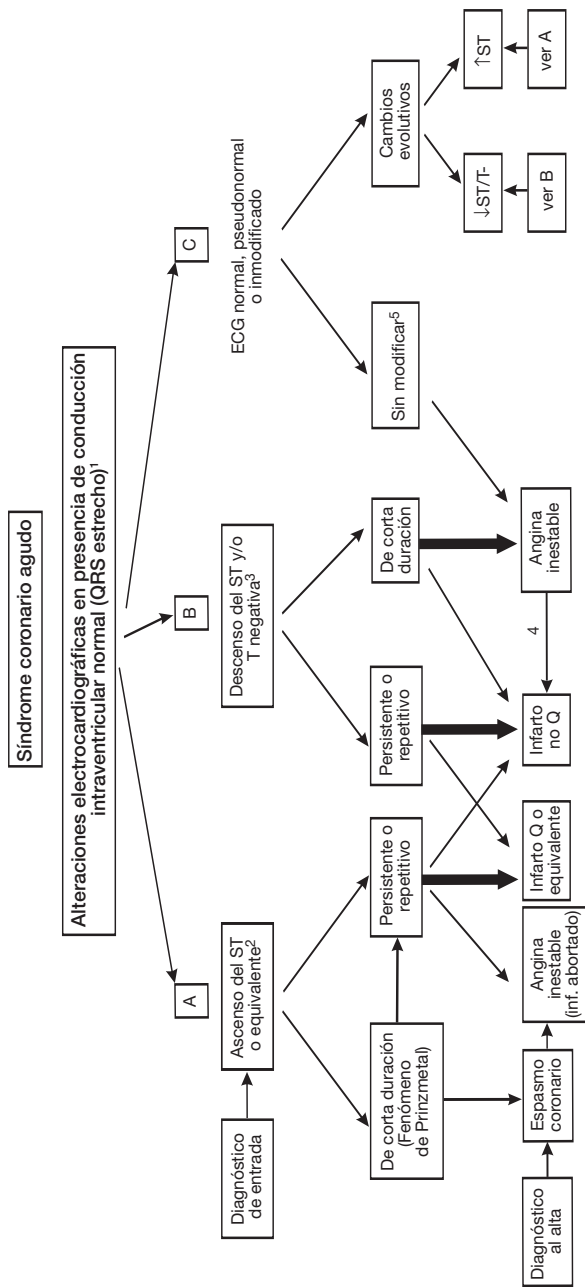 Síndrome coronario agudo
Alteraciones electrocardiográficas en presencia de conducción
intraventricular normal (QRS estrecho)¹
A
B
C
Diagnóstico
de entrada
Ascenso del ST
o equivalente²
Descenso del ST y/o
T negativa³
ECG normal, pseudonormal
o inmodificado
De corta duración
(Fenómeno
de Prinzmetal)
Persistente o
repetitivo
Persistente o
repetitivo
De corta
duración
Sin modificar⁵
Cambios
evolutivos
↓ST/T-
↑ST
ver B
ver A
Diagnóstico
al alta
Espasmo
coronario
Angina
inestable
(inf. abortado)
Infarto Q o
equivalente
Infarto
no Q
4
Angina
inestable